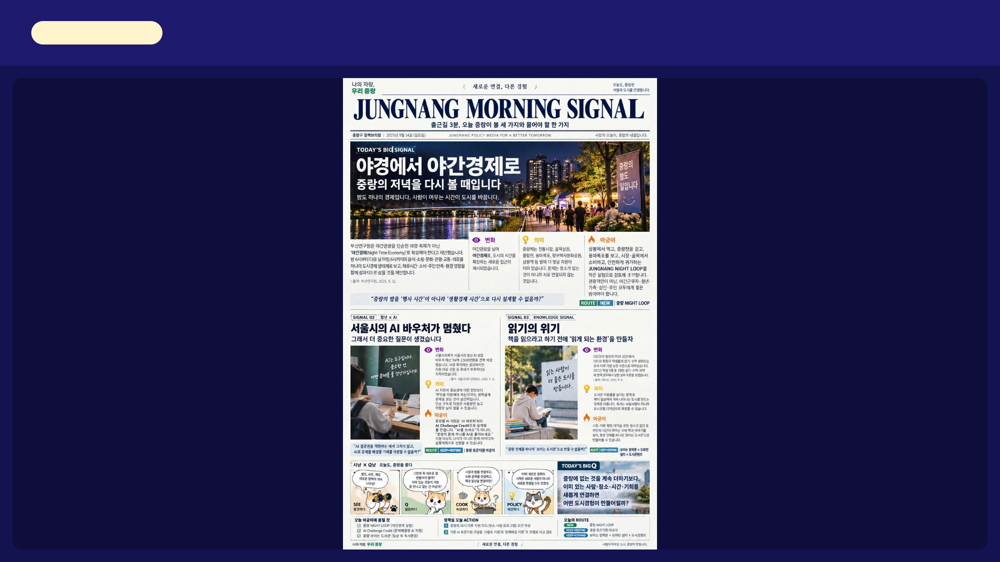 나의 자랑,
우리 중랑
새로운 연결, 다른 경험
오늘도, 중랑은
사람과 도시를 연결합니다.
JUNGNANG MORNING SIGNAL
출근길 3분, 오늘 중랑이 볼 세 가지와 물어야 할 한 가지
중랑구 정책브리핑 | 2025년 9월 14일 (일요일)
JUNGNANG POLICY MEDIA FOR A BETTER TOMORROW
사람의 오늘이, 중랑의 내일입니다.
TODAY'S BIG SIGNAL
야경에서 야간경제로
중랑의 저녁을 다시 볼 때입니다
밤도 하나의 경제입니다. 사람이 머무는 시간이 도시를 바꿉니다.
중랑의
밤도
일입니다
부산연구원은 야간관광을 단순한 야경·축제가 아닌
'야간경제(Night-Time Economy)'로 확장해야 한다고 제안했습니다.
밤 6시부터 다음 날 아침 6시까지의 음식·쇼핑·문화·관광·교통·의료를
하나의 도시경제 생태계로 보고, 체류시간·소비·주민 만족·환경 영향을
함께 성과지표로 삼을 것을 제안합니다.
| 출처: 부산연구원, 2025. 9. 12.
변화
야간관광을 넘어
야간경제로, 도시의 시간을
확장하는 새로운 접근이
제시되었습니다.
의미
중랑에는 전통시장, 골목상권,
중랑천, 용마폭포, 망우역사문화공원,
상봉역 등 밤에 더 빛날 자원이
이미 있습니다. 문제는 장소가 없는
것이 아니라 서로 연결되지 않는
것입니다.
아궁이
상봉에서 먹고, 중랑천을 걷고,
용마폭포를 보고, 시장·골목에서
소비하고, 안전하게 귀가하는
JUNGNANG NIGHT LOOP를
작은 실험으로 검토해 볼 만합니다.
관광객만이 아닌, 야간근무자·청년·
가족·상인·주민 모두에게 좋은
밤이어야 합니다.
"중랑의 밤을 '행사 시간'이 아니라 '생활경제 시간'으로 다시 설계할 수 없을까?"
ROUTE NEW | 중랑 NIGHT LOOP
SIGNAL 02 청년 × AI
서울시의 AI 바우처가 멈췄다
그래서 더 중요한 질문이 생겼습니다
AI는 도구입니다.
중요한 건,
어떤 문제를 풀 것인가입니다.
변화
서울시의회가 서울시의 청년 AI 성장
바우처 예산 56억 2,500만원을 전액 삭감
했습니다. 사업 취지에는 공감하지만
지원 대상 선정 등 준비가 부족하다는
지적이었습니다.
| 출처: 서울시의회·언론보도, 2025. 9. 11.
의미
AI 지원의 필요성에 대한 찬반보다
'무엇을 지원해야 하는가'라는 정책설계
문제로 읽는 것이 생산적입니다.
단순 구독료 지원은 사용량만 늘고
역량은 남지 않을 수 있습니다.
아궁이
중랑형 AI 지원은 'AI 바우처'보다
AI Challenge Credit으로 설계해
볼 만합니다. "AI를 쓰세요"가 아니라,
"중랑의 문제 하나를 AI로 풀어보세요."
지원 대상도 나이가 아니라 문제·아이디어·
실행계획으로 선발할 수 있습니다.
AI로 문제를 해결할 기회를 지원할 수 없을까?"
ROUTE KEEP+REFINE | 중랑 토큰지원 아궁이
SIGNAL 03 KNOWLEDGE SIGNAL
읽기의 위기
책을 읽으라고 하기 전에 '읽게 되는 환경'을 만들자
읽는 사람이
더 좋은 도시를
만듭니다.
변화
OECD가 발표한 PISA 2025에서
OECD 회원국 학생들의 읽기·수학 성취도는
조사 이래 가장 낮은 수준으로 내려갔습니다.
OECD 학생 5명 중 1명은 읽기·수학·과학
세 영역 모두에서 낮은 성취 수준을 보였습니다.
| 출처: OECD, 2025. 9. 8.
의미
도서관 이용률을 높이는 정책과
책이 일상에서 계속 나타나는 도시를 만드는
정책은 다릅니다. 독서는 시설사업이 아니라
도시경험 디자인으로 확장할 수 있습니다.
아궁이
시장·카페·병원 대기실·공원·청소년 공간 등
주민의 시간이 머무는 곳에 책과 이야기를
심어, 중랑 전체를 하나의 '보이는 도서관'으로
만들어볼 수 있습니다.
"중랑 전체를 하나의 '보이는 도서관'으로 만들 수 없을까?"
ROUTE KEEP+EXPAND | 보이는 정책론 × 도파민
쉼터 × 도시콘텐츠
시냥 × Q냥 오늘도, 중랑을 묻다
밤도, AI도, 책도
새로운 정책이 계속
나오냥!
SEE
발견하다
그런데 꼭 새로운 걸
만들어야 할까?
이미 있는 것들이 서로
못 만나고 있는 건 아닐까?
Q
질문하다
시장과 밤을 연결하고,
AI와 문제를 연결하고,
책과 일상을 연결하면?
COOK
숙성하다
아하! 새로운 정책의
시작은 새로운 사업이 아니라
새로운 연결일 수도 있겠네.
POLICY
제안하다
TODAY'S BIG Q
중랑에 없는 것을 계속 더하기보다,
이미 있는 사람·장소·시간·기회를
새롭게 연결하면
어떤 도시경험이 만들어질까?
오늘 아궁이에 올릴 것
중랑 NIGHT LOOP (야간경제 실험)
AI Challenge Credit (문제해결형 AI 지원)
중랑 보이는 도서관 (일상 속 독서환경)
정책실 오늘 ACTION
1 중랑의 18시 이후 자원 지도(장소·사람·프로그램) 초안 작성
2 기존 AI 토큰지원 구상을 '사용료 지원'과 '문제해결 지원' 두 모델로 비교 검토
오늘의 ROUTE
NEW 중랑 NIGHT LOOP
KEEP+REFINE 중랑 토큰지원 아궁이
KEEP+EXPAND 보이는 정책론 × 도파민 쉼터 × 도시콘텐츠
나의 자랑, 우리 중랑
새로운 연결, 다른 경험
사람이 머무는 도시, 중랑이 만듭니다.